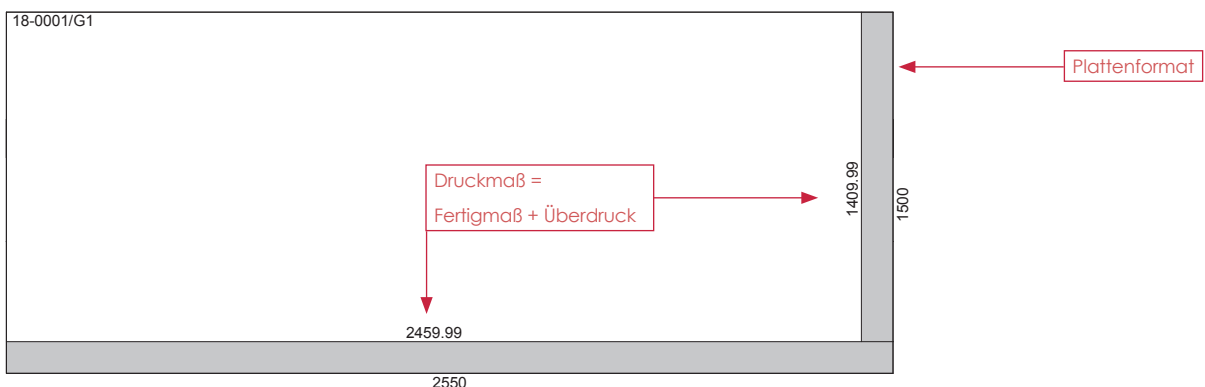 18-0001/G1
Plattenformat
Druckmaß =
Fertigmaß + Überdruck
1409.99
1500
2459.99
2550